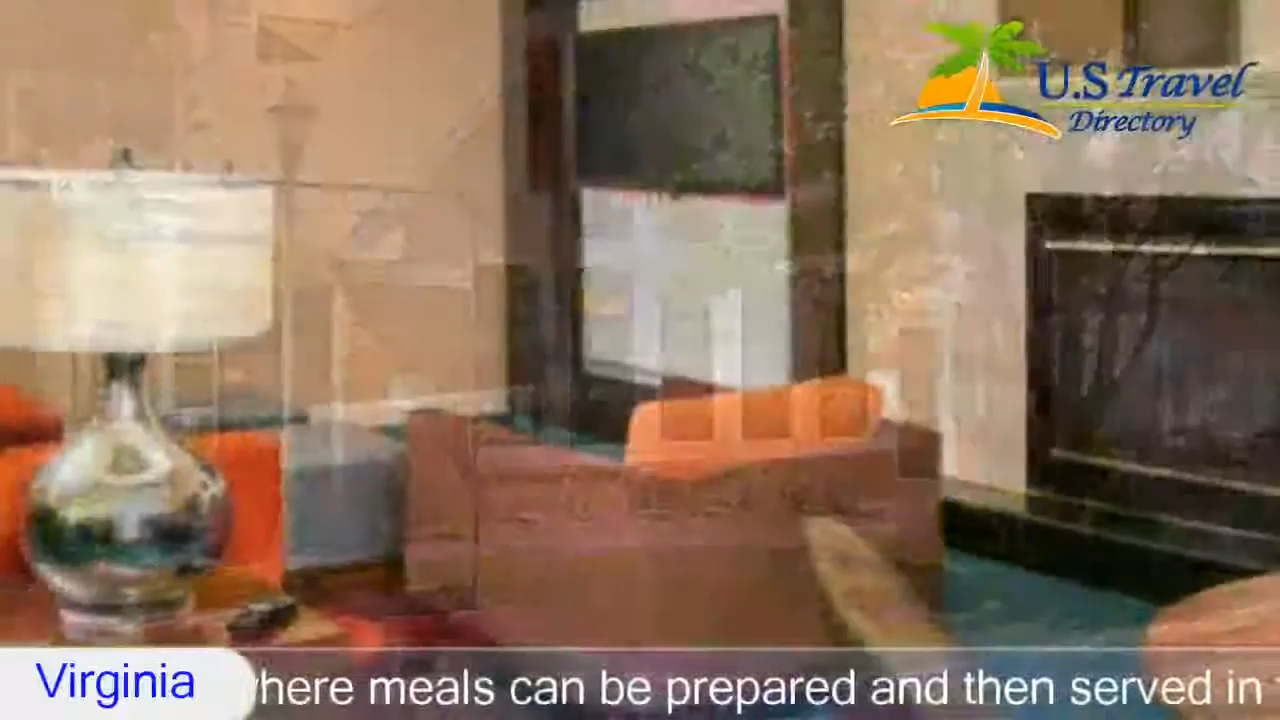 U.S Travel
Directory
Virginia
where meals can be prepared and then served in